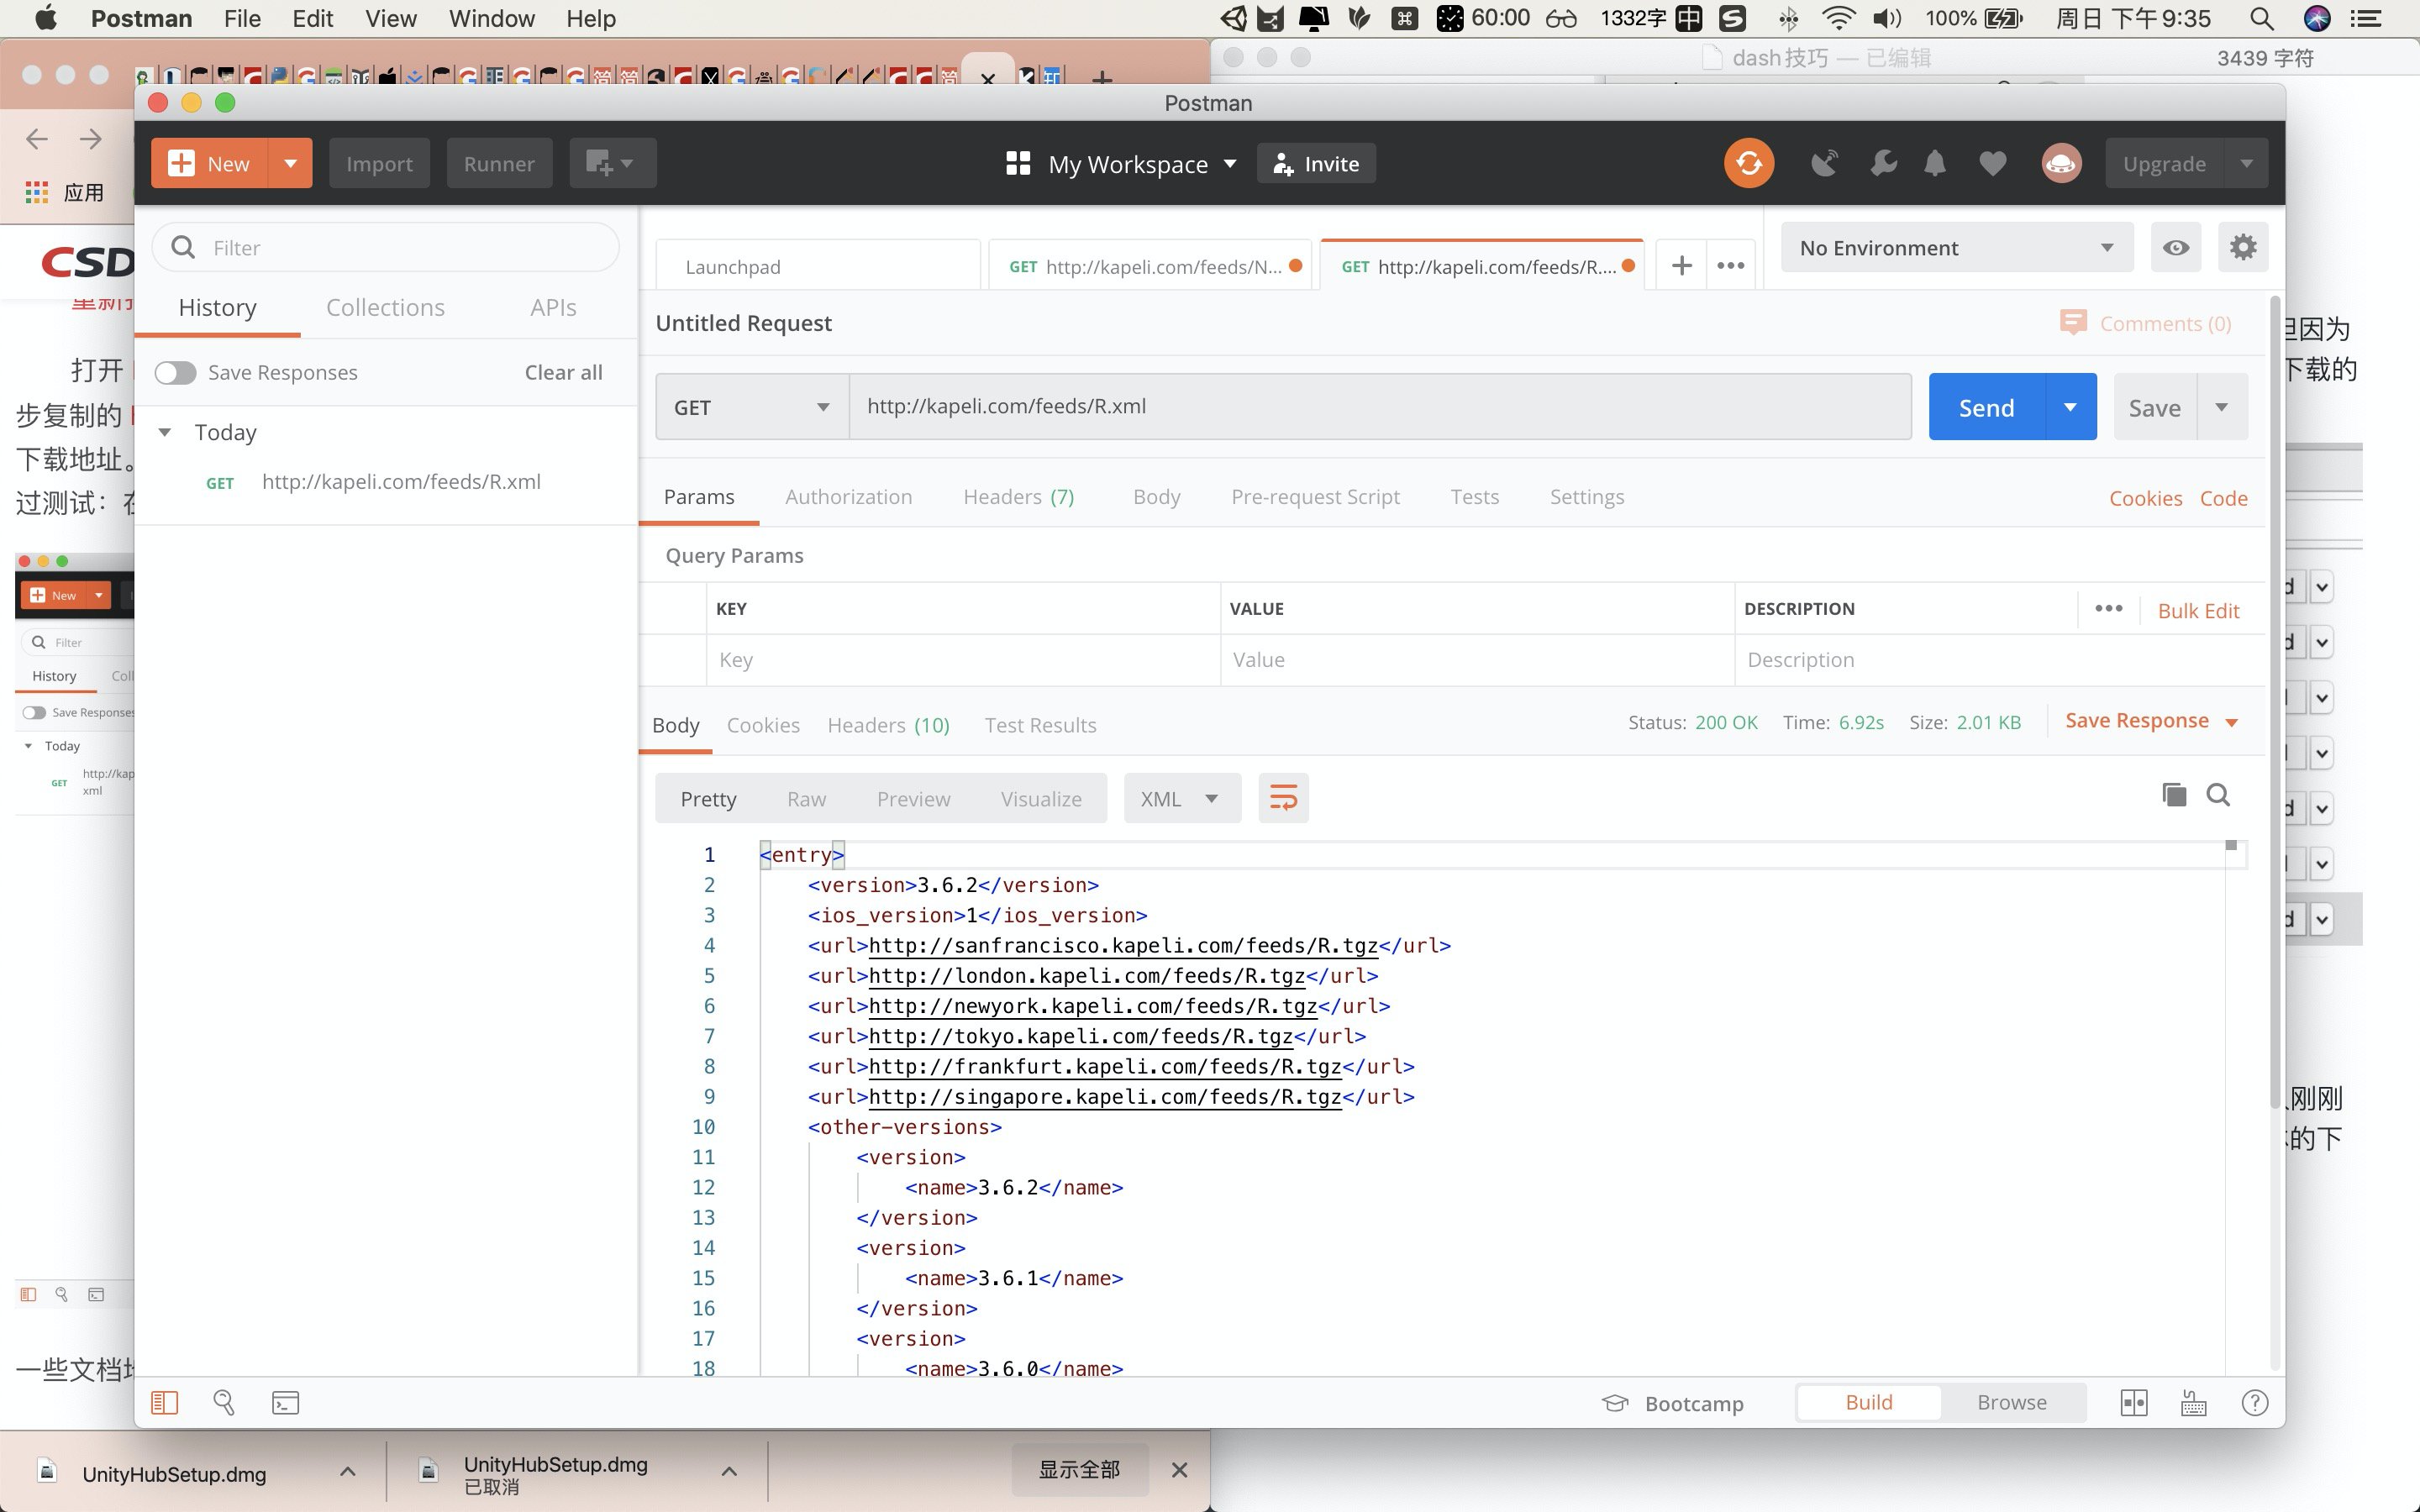 Postman File Edit View Window Help
60:00 1332字 中 S 100% 周日 下午 9:35
dash技巧 — 已编辑 3439 字符
Postman
New Import Runner My Workspace Invite Upgrade
应用
CSD
Filter
History Collections APIs
Save Responses Clear all
Today
GET http://kapeli.com/feeds/R.xml
Launchpad GET http://kapeli.com/feeds/N... GET http://kapeli.com/feeds/R.... No Environment
Untitled Request Comments (0)
GET http://kapeli.com/feeds/R.xml Send Save
Params Authorization Headers (7) Body Pre-request Script Tests Settings Cookies Code
Query Params
KEY VALUE DESCRIPTION Bulk Edit
Key Value Description
Body Cookies Headers (10) Test Results Status: 200 OK Time: 6.92s Size: 2.01 KB Save Response
Pretty Raw Preview Visualize XML
1 <entry>
2 <version>3.6.2</version>
3 <ios_version>1</ios_version>
4 <url>http://sanfrancisco.kapeli.com/feeds/R.tgz</url>
5 <url>http://london.kapeli.com/feeds/R.tgz</url>
6 <url>http://newyork.kapeli.com/feeds/R.tgz</url>
7 <url>http://tokyo.kapeli.com/feeds/R.tgz</url>
8 <url>http://frankfurt.kapeli.com/feeds/R.tgz</url>
9 <url>http://singapore.kapeli.com/feeds/R.tgz</url>
10 <other-versions>
11 <version>
12 <name>3.6.2</name>
13 </version>
14 <version>
15 <name>3.6.1</name>
16 </version>
17 <version>
18 <name>3.6.0</name>
Bootcamp Build Browse
重新
打开
步复制的
下载地址。
过测试：在
New
Filter
History Coll
Save Responses
Today
GET http://kap
xml
一些文档
因为
下载的
刚刚
的下
UnityHubSetup.dmg
UnityHubSetup.dmg
已取消
显示全部